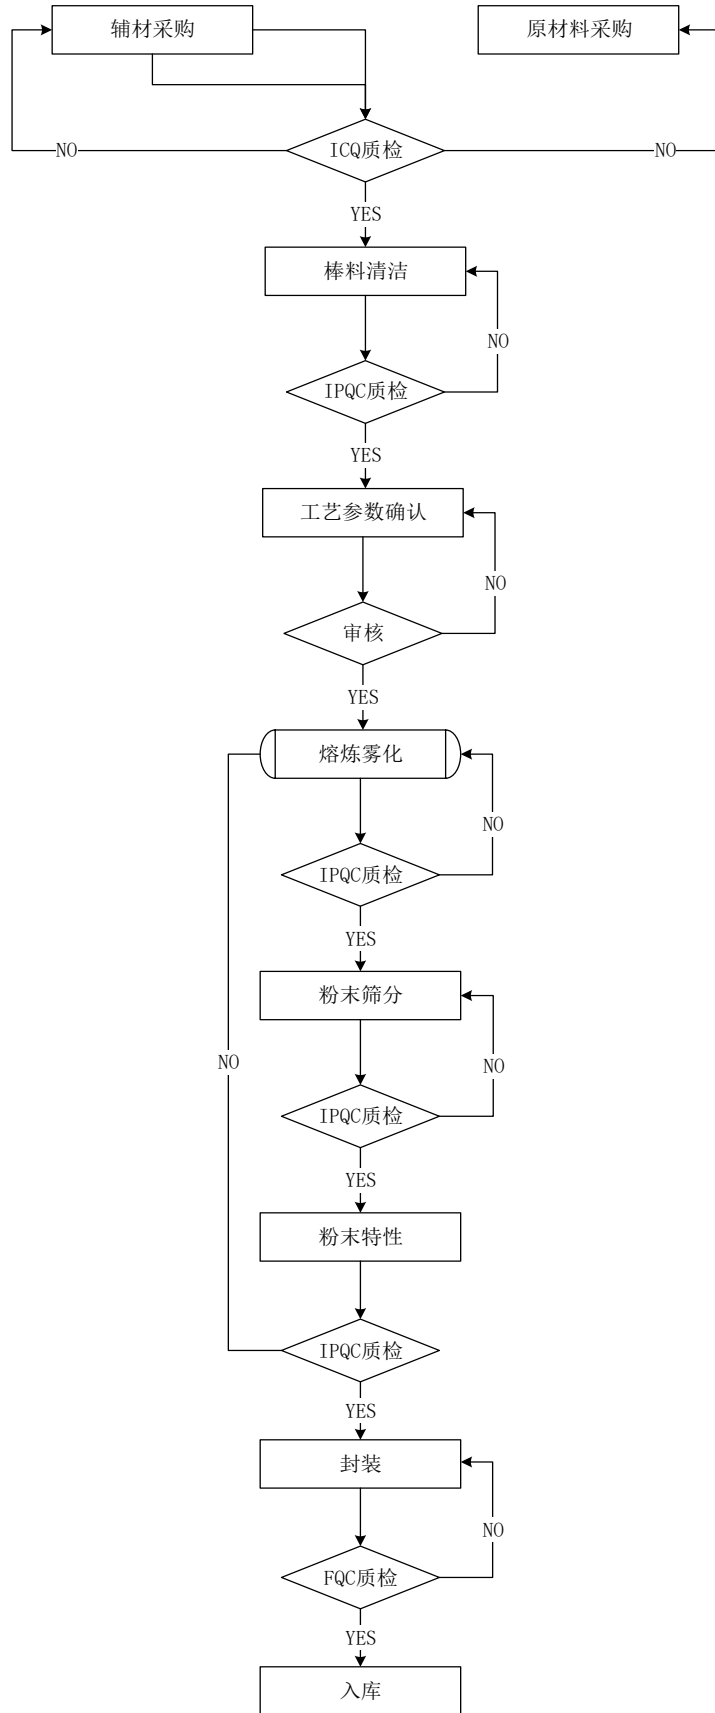 辅材采购
原材料采购
ICQ质检
NO
NO
YES
棒料清洁
NO
IPQC质检
YES
工艺参数确认
NO
审核
YES
熔炼雾化
NO
IPQC质检
YES
粉末筛分
NO
NO
IPQC质检
YES
粉末特性
IPQC质检
YES
封装
NO
FQC质检
YES
入库